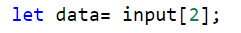 let data= input[2];